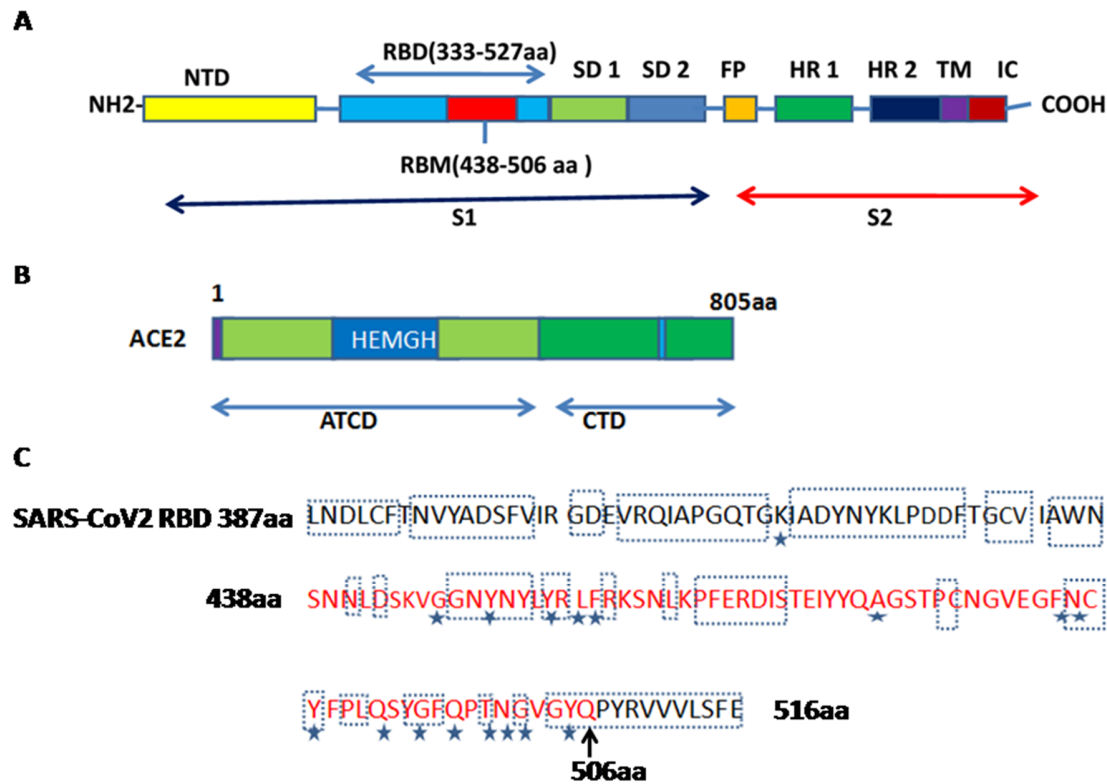 A
RBD(333-527aa)
NTD
SD 1
SD 2
FP
HR 1
HR 2
TM
IC
NH2-
COOH
RBM(438-506 aa )
S1
S2
B
1
805aa
ACE2
HEMGH
ATCD
CTD
C
SARS-CoV2 RBD 387aa LNDLCFTNVYADSFVIR GDEVRQIAPGQTGKIADYNYKLPDDFTGCV IAWN
438aa SNNNLDSKVGGNYNYLYRLFRKSNLKPFERDISTEIYYQAGSTPCNGVEGFNC
YFPLQSYGFQPTNGVGYQPYRVVVLSFE 516aa
506aa